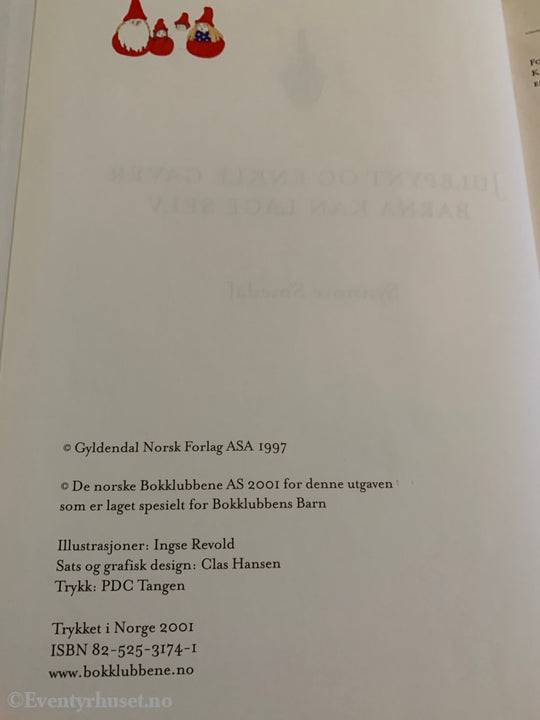 © Gyldendal Norsk Forlag ASA 1997
© De norske Bokklubbene AS 2001 for denne utgaven
som er laget spesielt for Bokklubbens Barn
Illustrasjoner: Ingse Revold
Sats og grafisk design: Clas Hansen
Trykk: PDC Tangen
Trykket i Norge 2001
ISBN 82-525-3174-1
www.bokklubbene.no
©Eventyrhuset.no